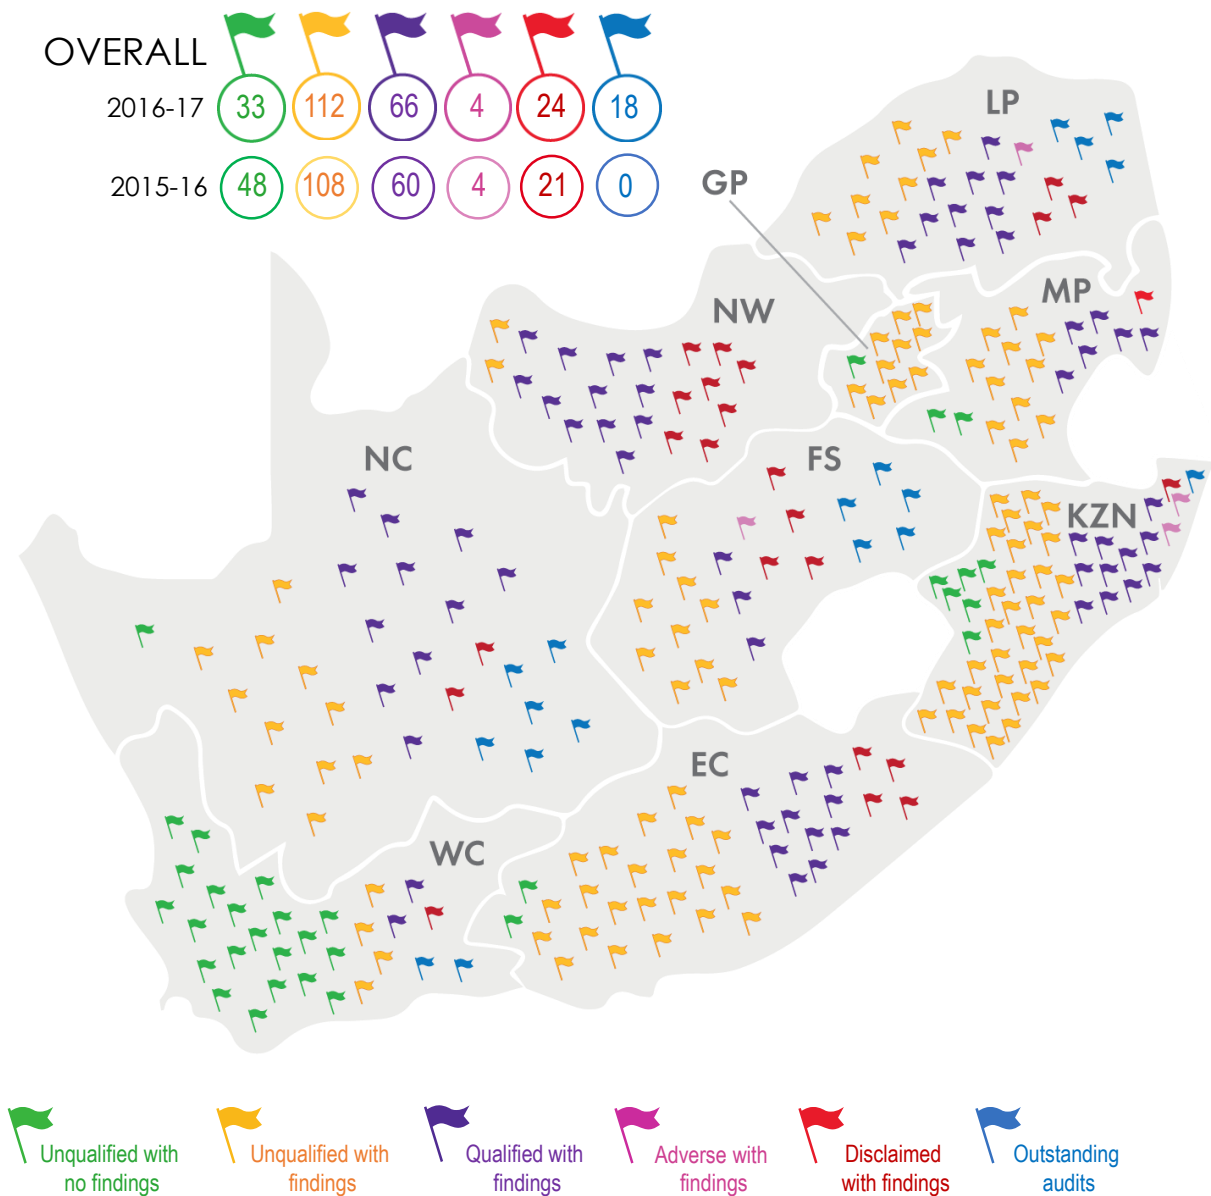 OVERALL
2016-17 33 112 66 4 24 18
2015-16 48 108 60 4 21 0
LP
GP
MP
NW
NC
FS
KZN
EC
WC
Unqualified with
no findings
Unqualified with
findings
Qualified with
findings
Adverse with
findings
Disclaimed
with findings
Outstanding
audits